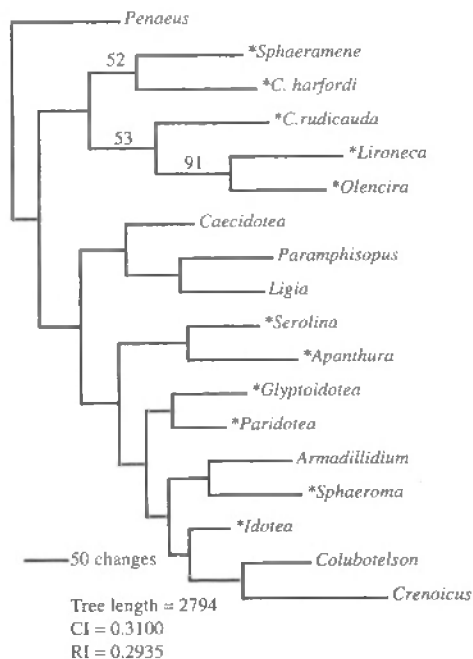 Penaeus
*Sphaeramene
52
*C. harfordi
*C.rudicauda
53
*Lironeca
91
*Olencira
Caecidotea
Paramphisopus
Ligia
*Serolina
*Apanthura
*Glyptoidotea
*Paridotea
Armadillidium
*Sphaeroma
*Idotea
50 changes
Colubotelson
Crenoicus
Tree length = 2794
CI = 0.3100
RI = 0.2935